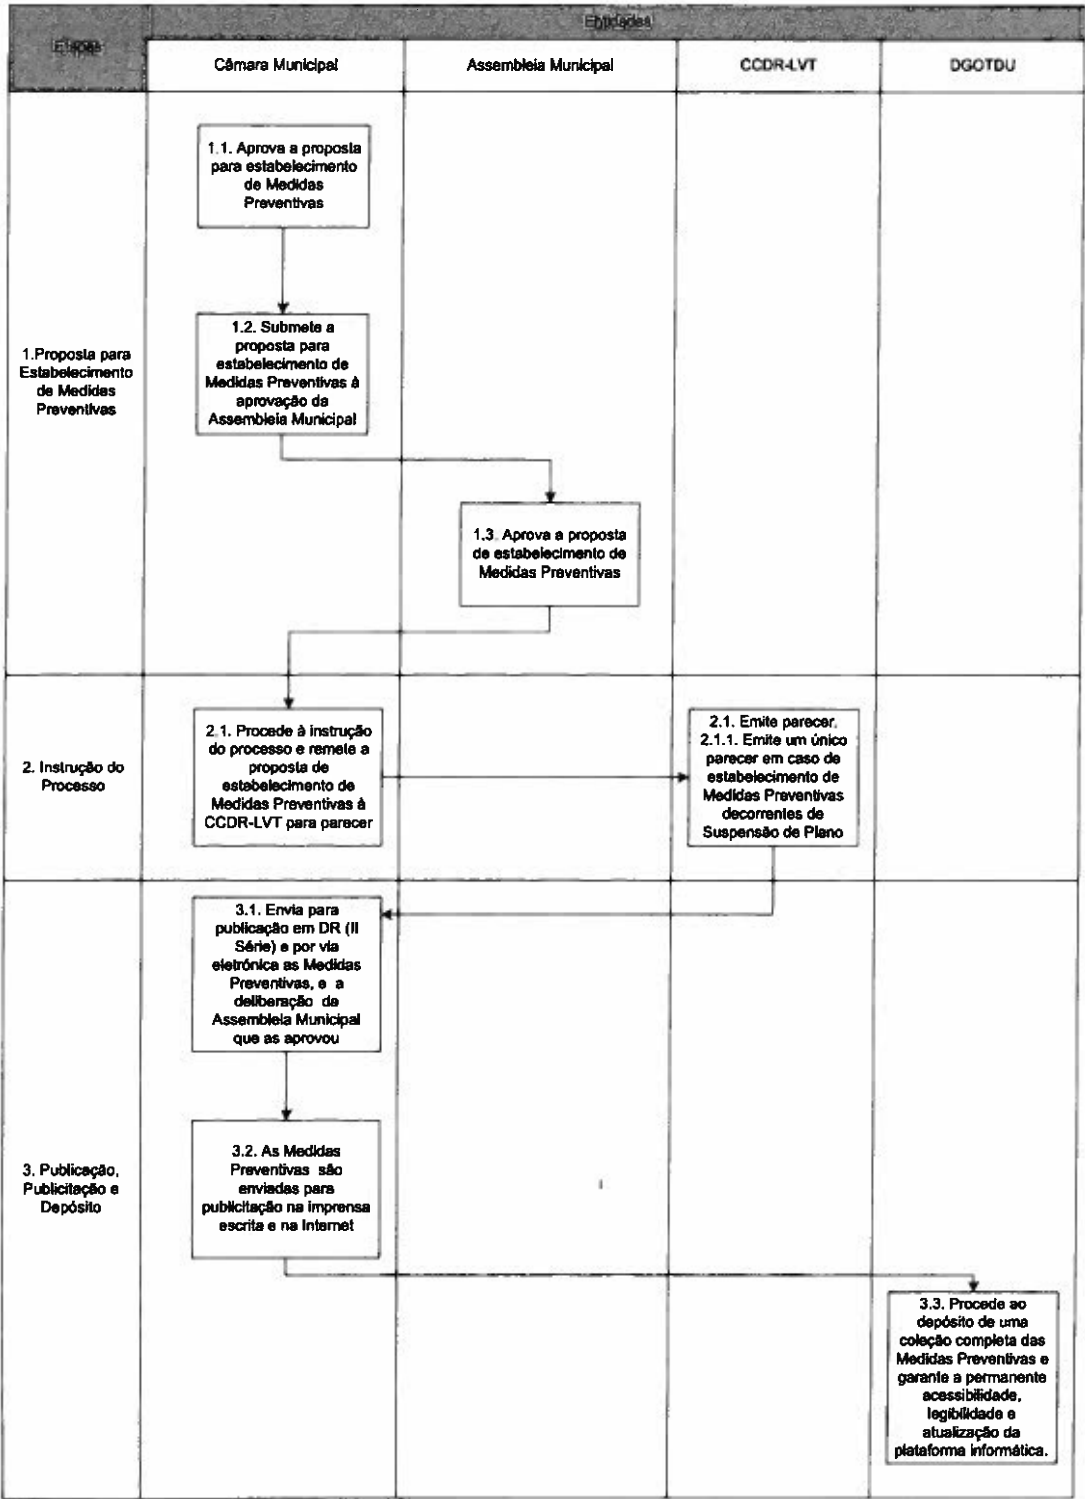 Entidades
Etapas
Câmara Municipal
Assembleia Municipal
CCDR-LVT
DGOTDU
1.Proposta para
Estabelecimento
de Medidas
Preventivas
1.1. Aprova a proposta
para estabelecimento
de Medidas
Preventivas
1.2. Submete a
proposta para
estabelecimento de
Medidas Preventivas à
aprovação da
Assembleia Municipal
1.3. Aprova a proposta
de estabelecimento de
Medidas Preventivas
2. Instrução do
Processo
2.1. Procede à instrução
do processo e remete a
proposta de
estabelecimento de
Medidas Preventivas à
CCDR-LVT para parecer
2.1. Emite parecer.
2.1.1. Emite um único
parecer em caso de
estabelecimento de
Medidas Preventivas
decorrentes de
Suspensão de Plano
3. Publicação,
Publicitação e
Depósito
3.1. Envia para
publicação em DR (II
Série) e por via
eletrónica as Medidas
Preventivas, e a
deliberação da
Assembleia Municipal
que as aprovou
3.2. As Medidas
Preventivas são
enviadas para
publicitação na imprensa
escrita e na Internet
3.3. Procede ao
depósito de uma
coleção completa das
Medidas Preventivas e
garante a permanente
acessibilidade,
legibilidade e
atualização da
plataforma informática.